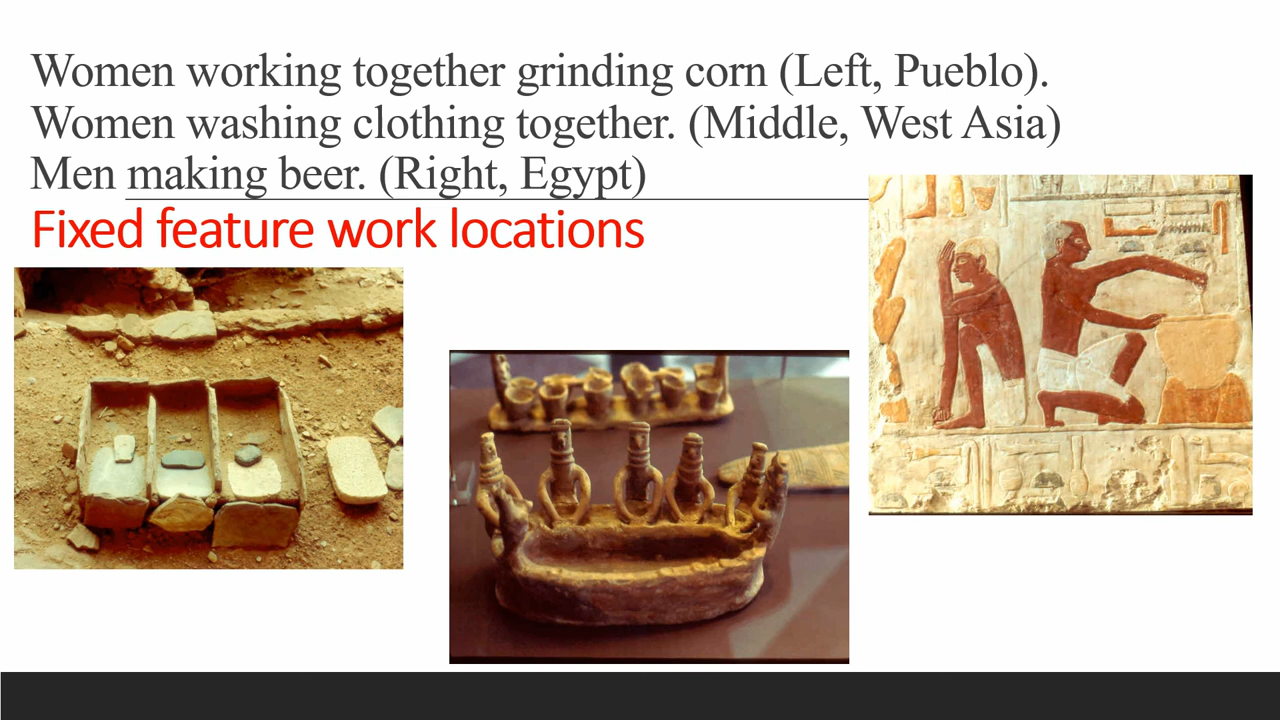 Women working together grinding corn (Left, Pueblo).
Women washing clothing together. (Middle, West Asia)
Men making beer. (Right, Egypt)
Fixed feature work locations